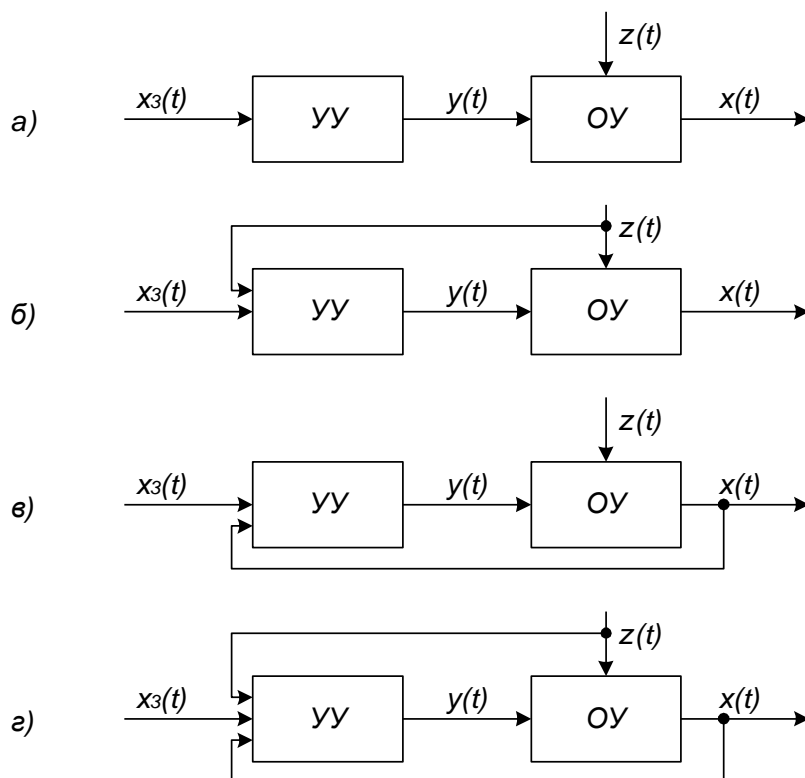 z(t)
а) xз(t) УУ y(t) ОУ x(t)
z(t)
б) xз(t) УУ y(t) ОУ x(t)
z(t)
в) xз(t) УУ y(t) ОУ x(t)
z(t)
г) xз(t) УУ y(t) ОУ x(t)